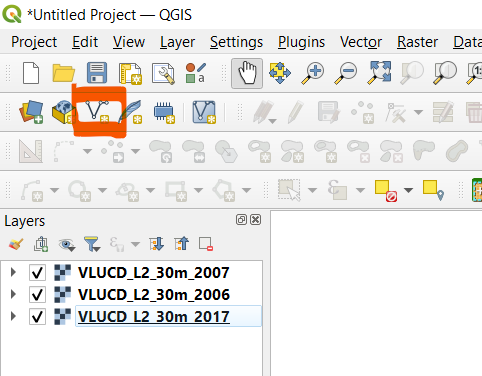 *Untitled Project — QGIS
Project Edit View Layer Settings Plugins Vector Raster Data
Layers
VLUCD_L2_30m_2007
VLUCD_L2_30m_2006
VLUCD_L2_30m_2017